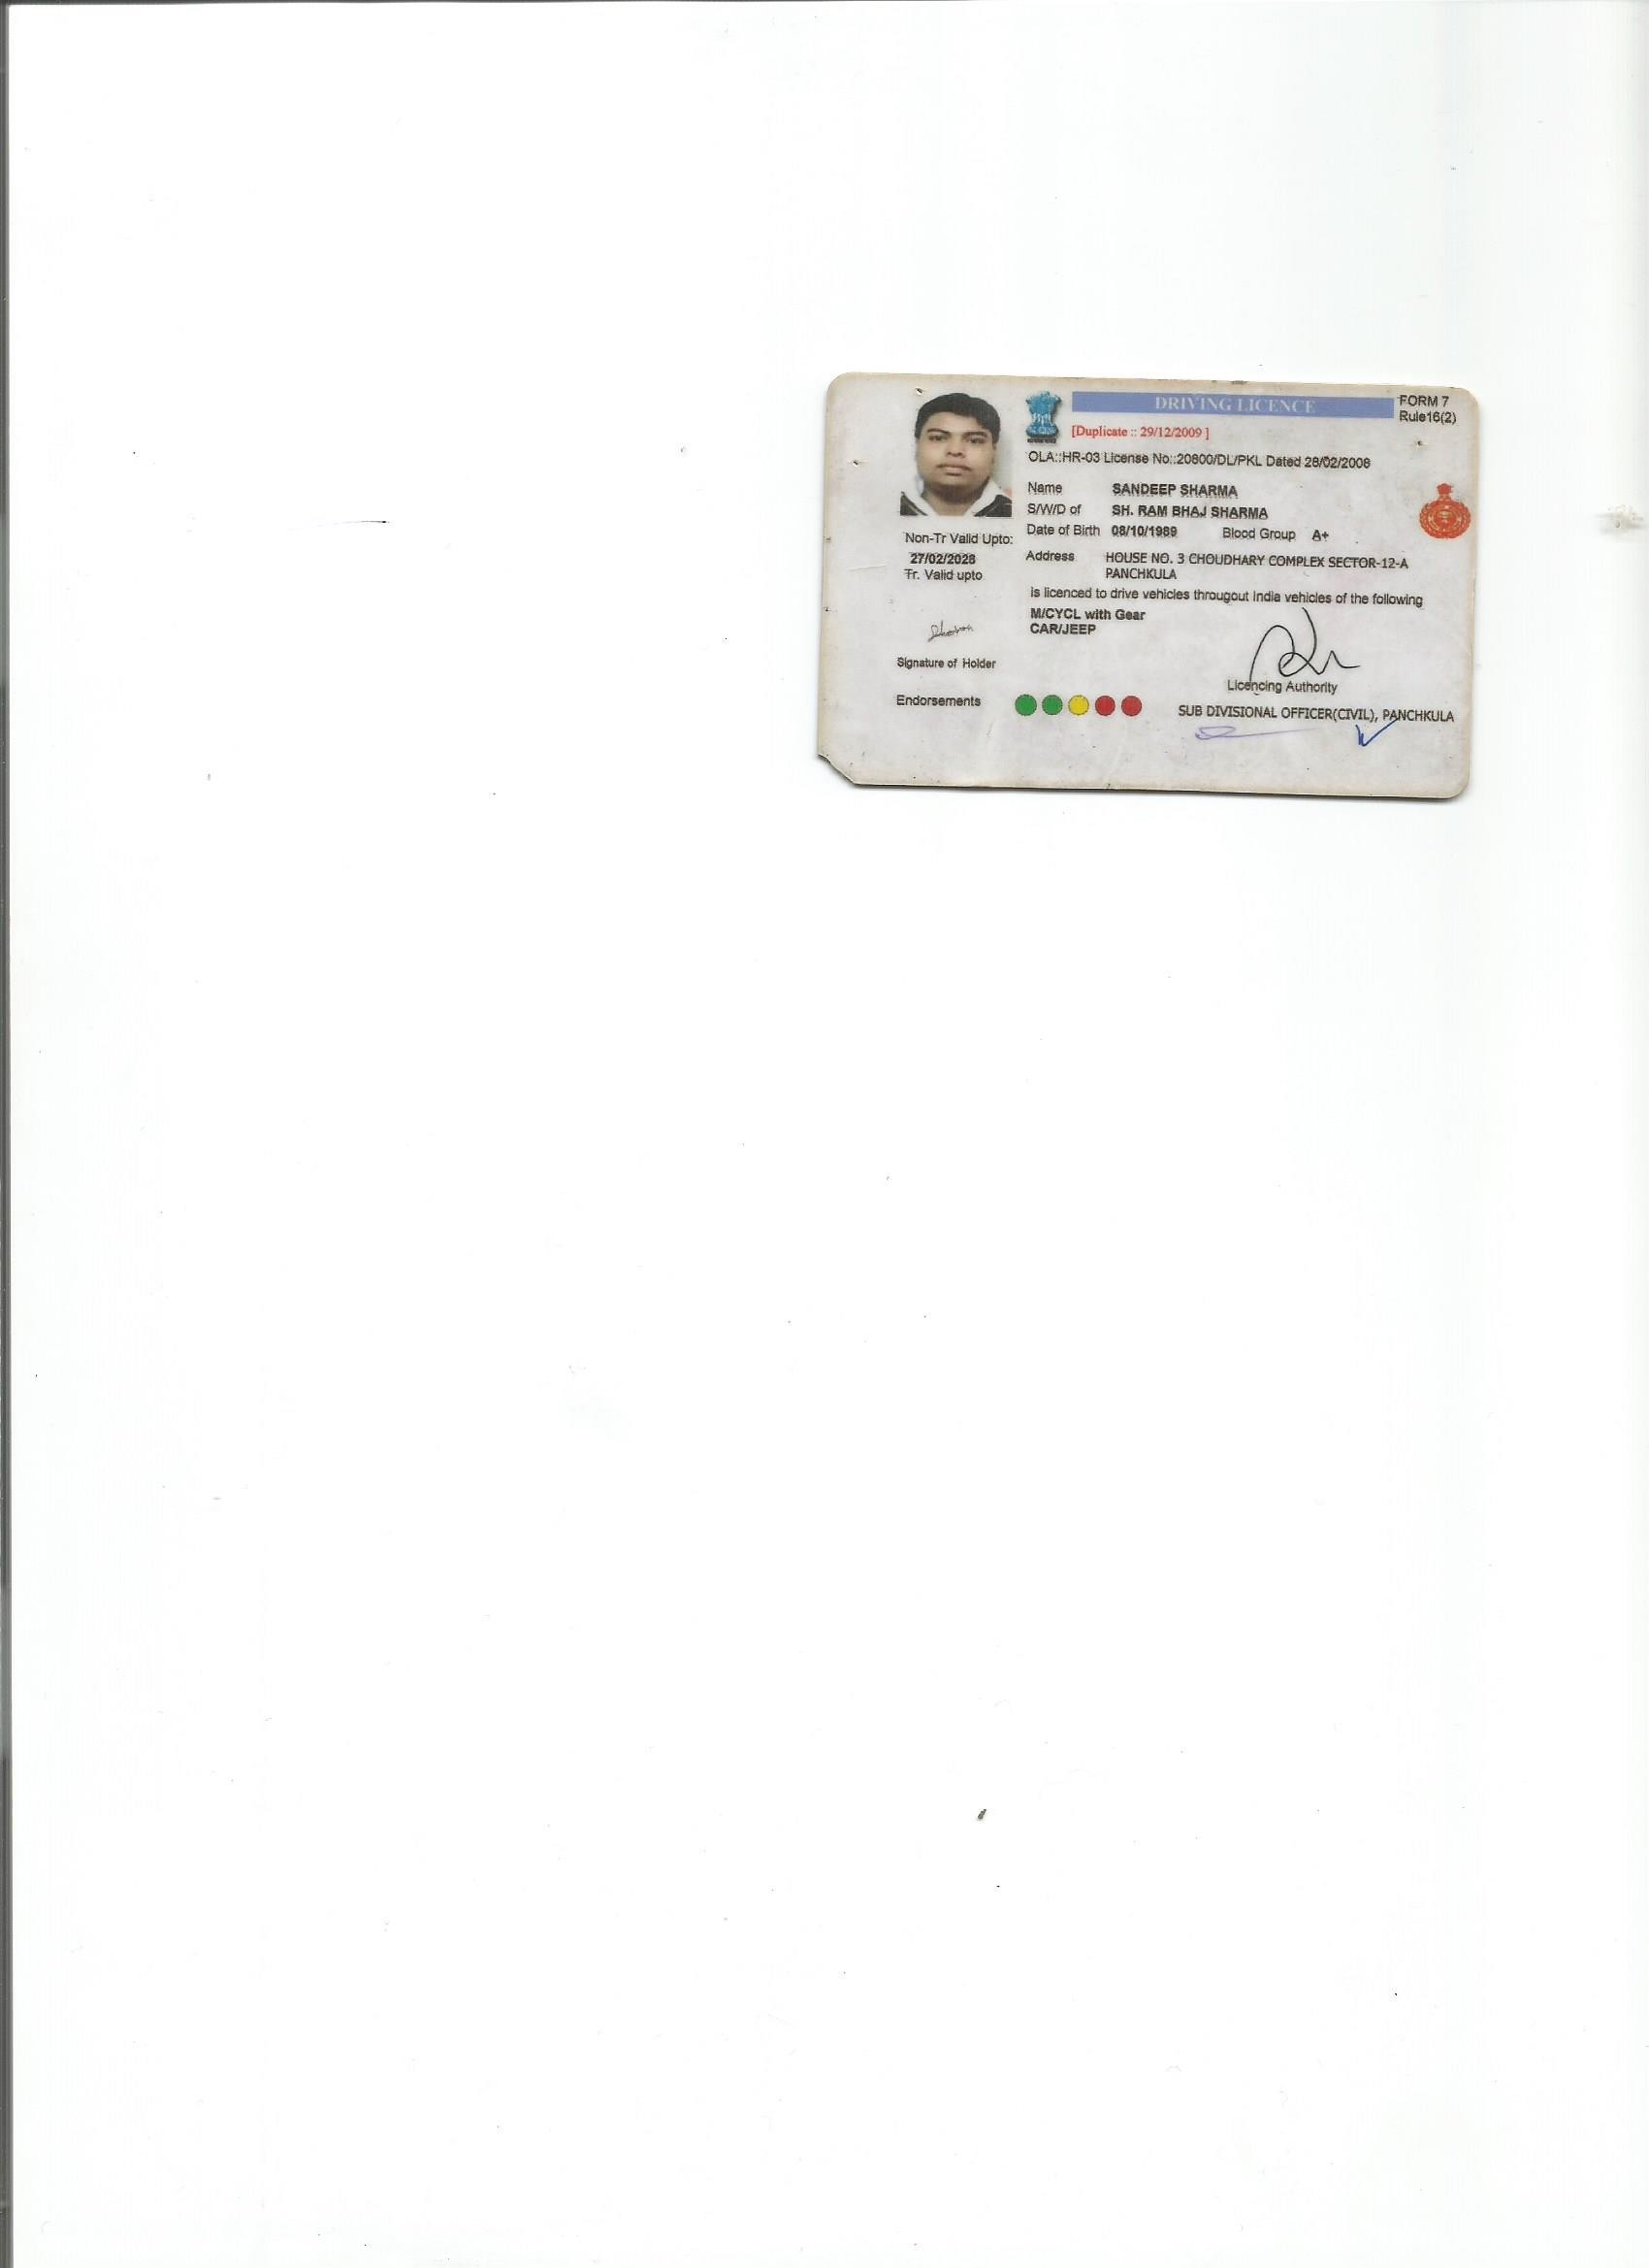 DRIVING LICENCE
FORM 7
Rule16(2)
[Duplicate :: 29/12/2009 ]
OLA::HR-03 License No::20800/DL/PKL Dated 28/02/2008
Name SANDEEP SHARMA
S/W/D of SH. RAM BHAJ SHARMA
Date of Birth 08/10/1989 Blood Group A+
Address HOUSE NO. 3 CHOUDHARY COMPLEX SECTOR-12-A
PANCHKULA
Non-Tr Valid Upto:
27/02/2028
Tr. Valid upto
is licenced to drive vehicles througout India vehicles of the following
M/CYCL with Gear
CAR/JEEP
Signature of Holder
Licencing Authority
Endorsements
SUB DIVISIONAL OFFICER(CIVIL), PANCHKULA